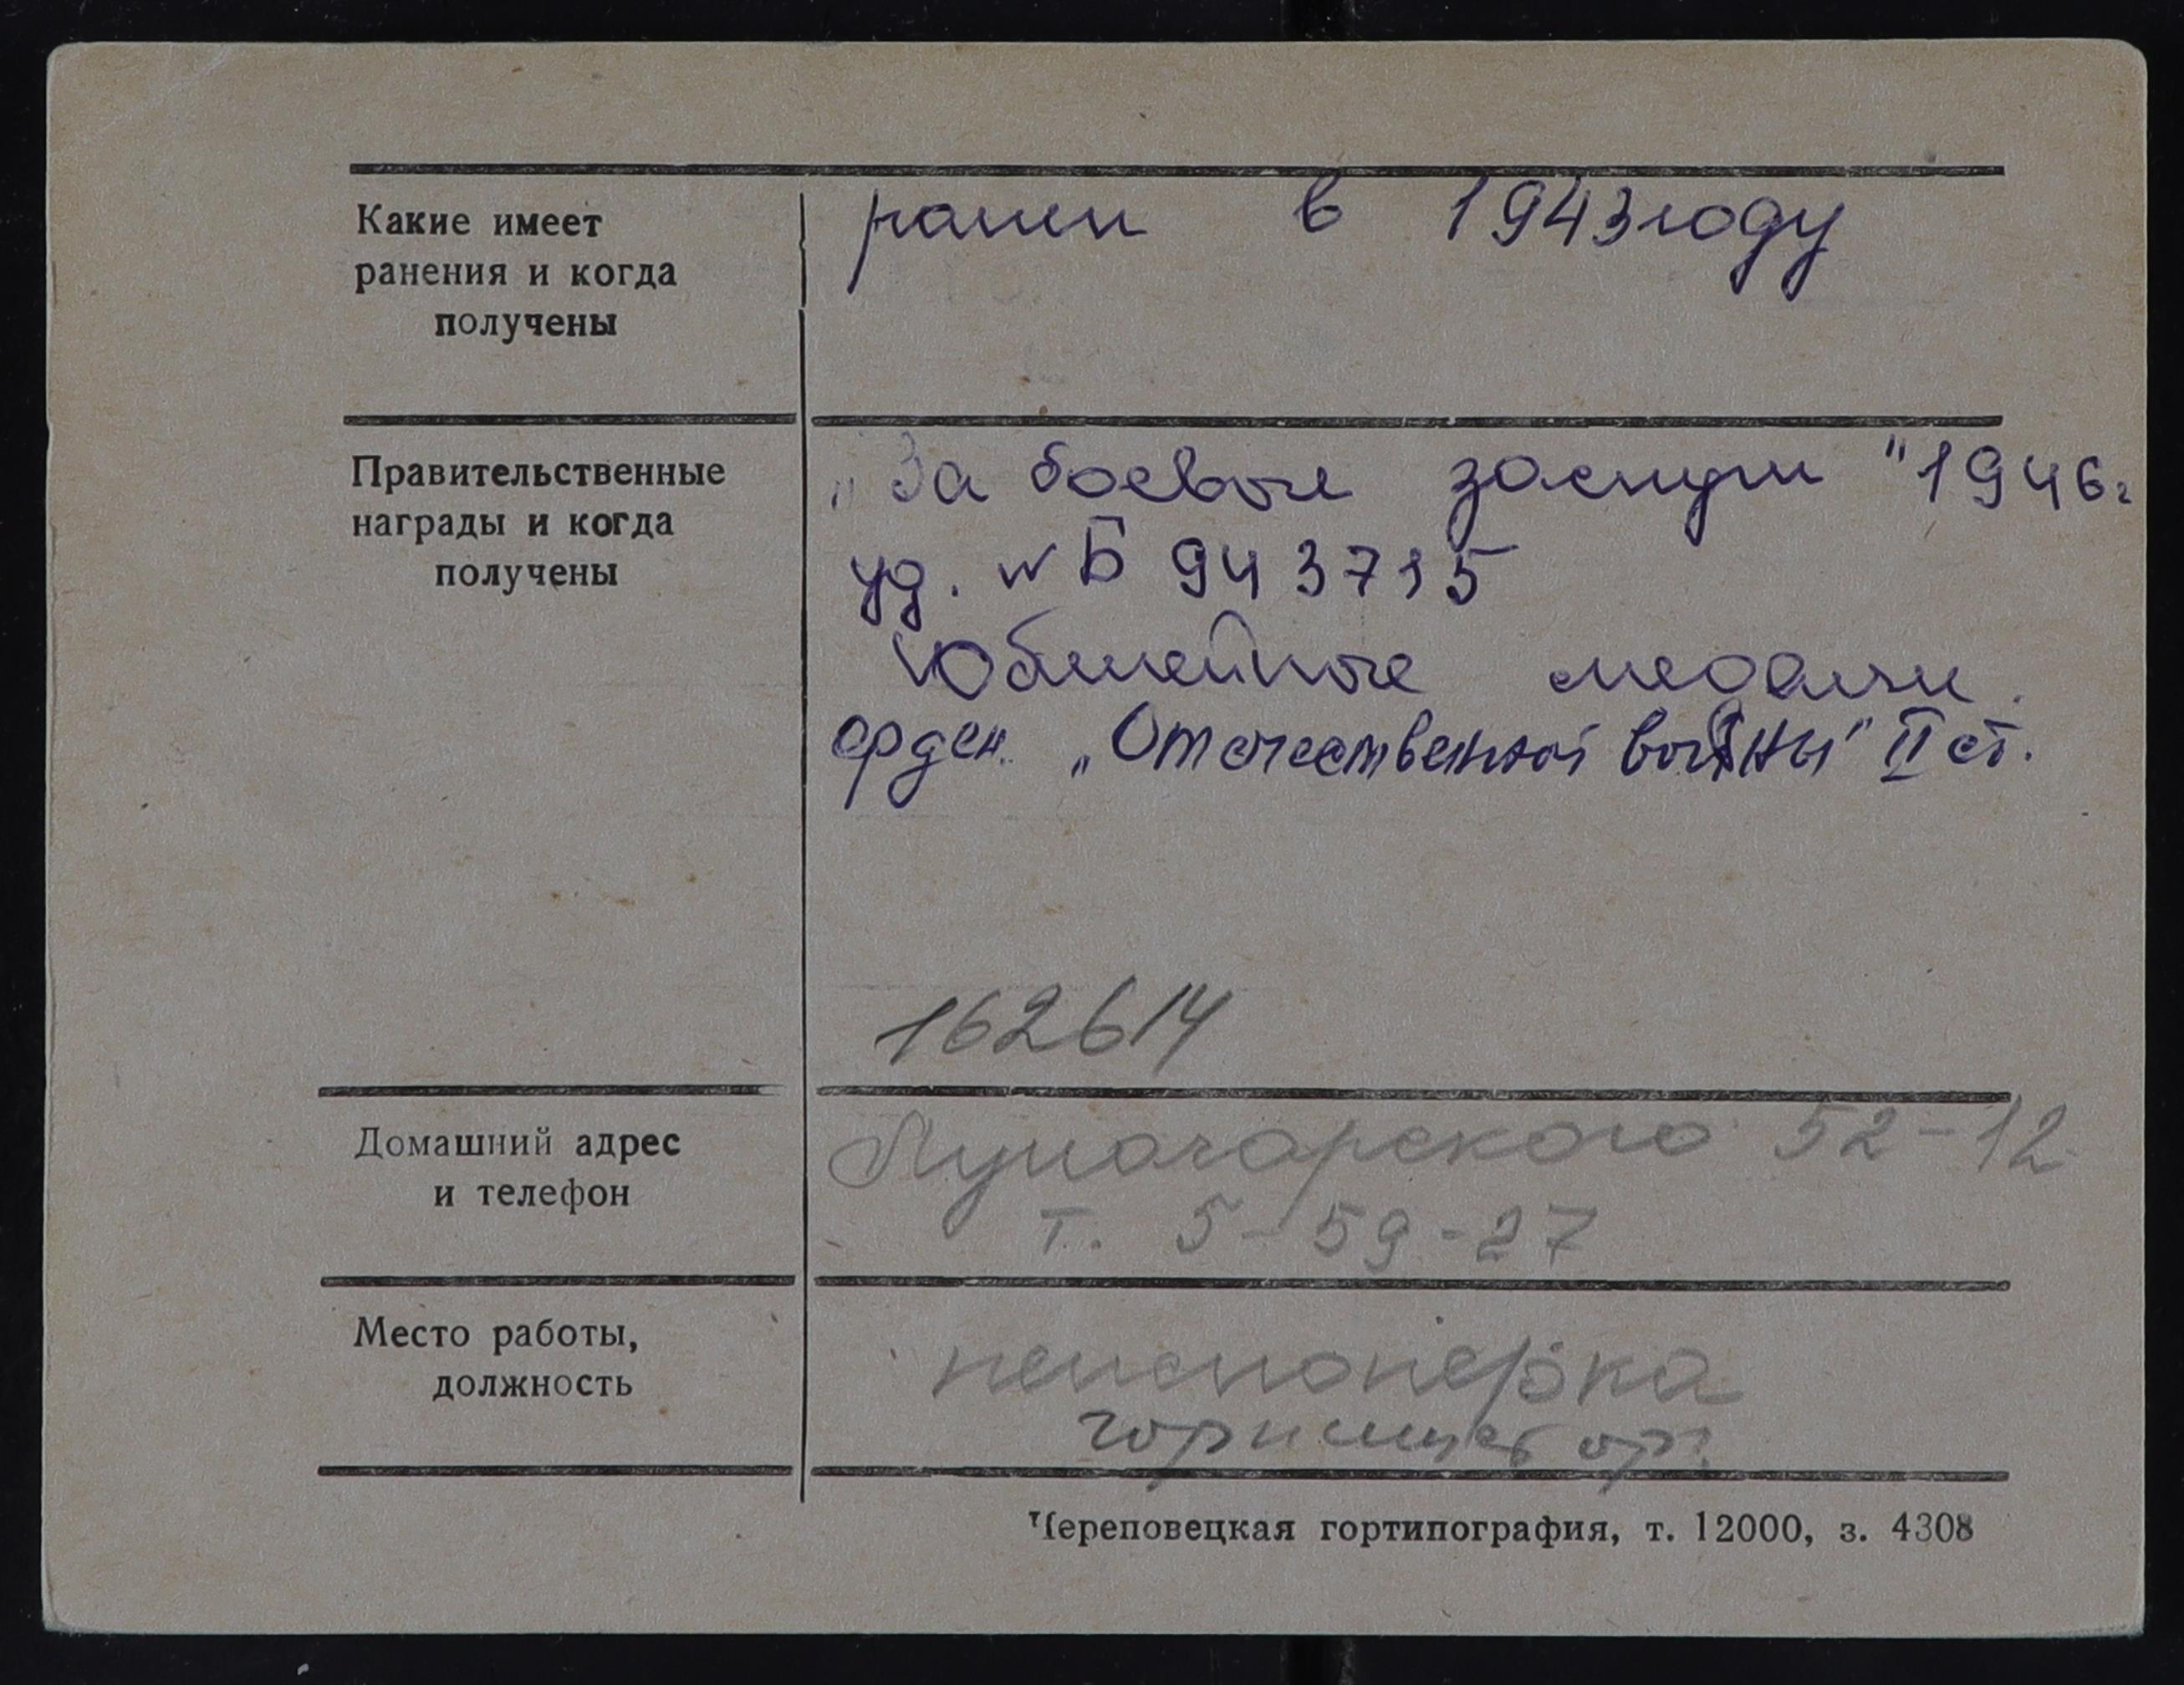 Какие имеет
ранения и когда
получены
ранен в 1943 году
Правительственные
награды и когда
получены
„За боевые заслуги" 1946г
уд. № Б 943715
Юбилейные медали.
орден „Отечественной войны" II ст.
162614
Домашний адрес
и телефон
Луначарского 52-12
т. 5-59-27
Место работы,
должность
пенсионерка
Череповецкая гортипография, т. 12000, з. 4308